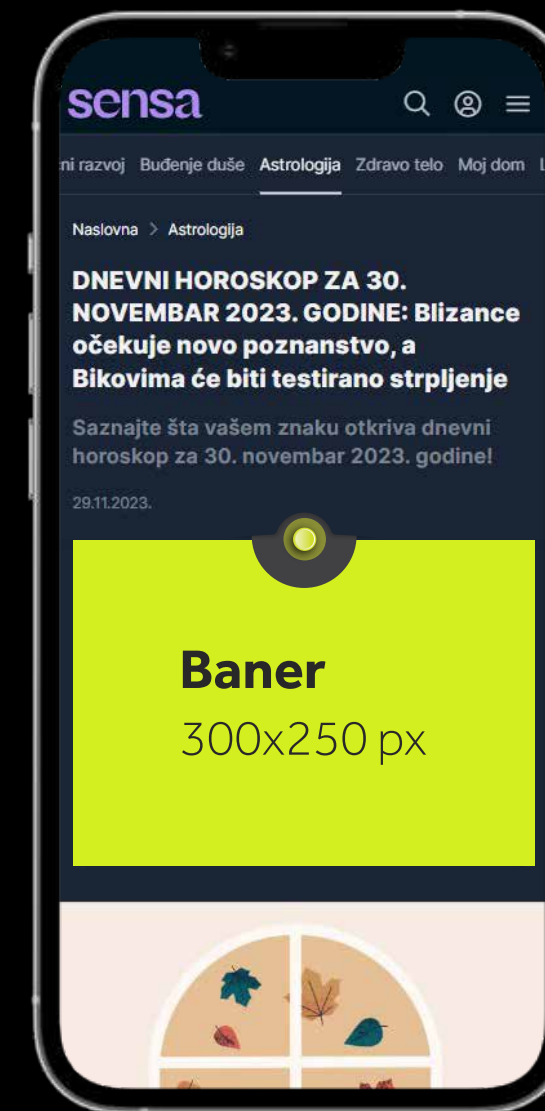 sensa
ni razvoj Buđenje duše Astrologija Zdravo telo Moj dom L
Naslovna > Astrologija
DNEVNI HOROSKOP ZA 30.
NOVEMBAR 2023. GODINE: Blizance
očekuje novo poznanstvo, a
Bikovima će biti testirano strpljenje
Saznajte šta vašem znaku otkriva dnevni
horoskop za 30. novembar 2023. godine!
29.11.2023.
Baner
300x250 px